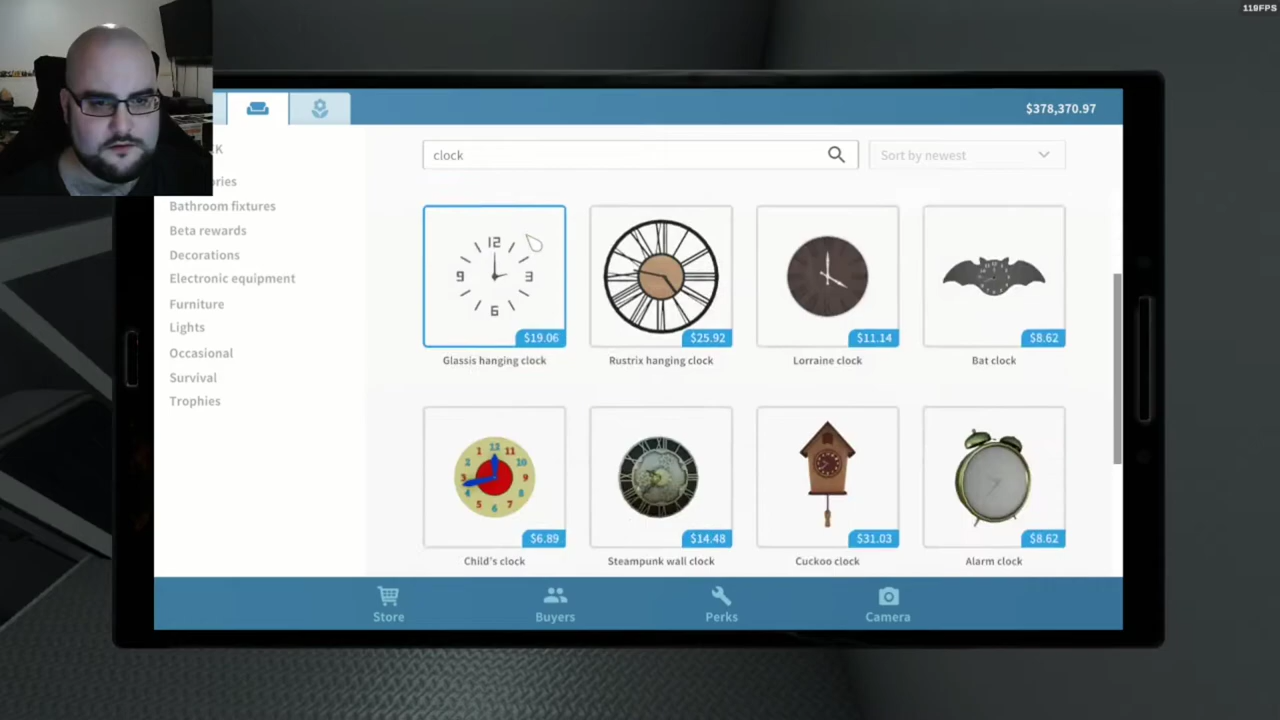 119FPS
$378,370.97
clock
Sort by newest
Bathroom fixtures
Beta rewards
Decorations
Electronic equipment
Furniture
Lights
Occasional
Survival
Trophies
$19.06 $25.92 $11.14 $8.62
Glassis hanging clock Rustrix hanging clock Lorraine clock Bat clock
$6.89 $14.48 $31.03 $8.62
Child's clock Steampunk wall clock Cuckoo clock Alarm clock
Store Buyers Perks Camera